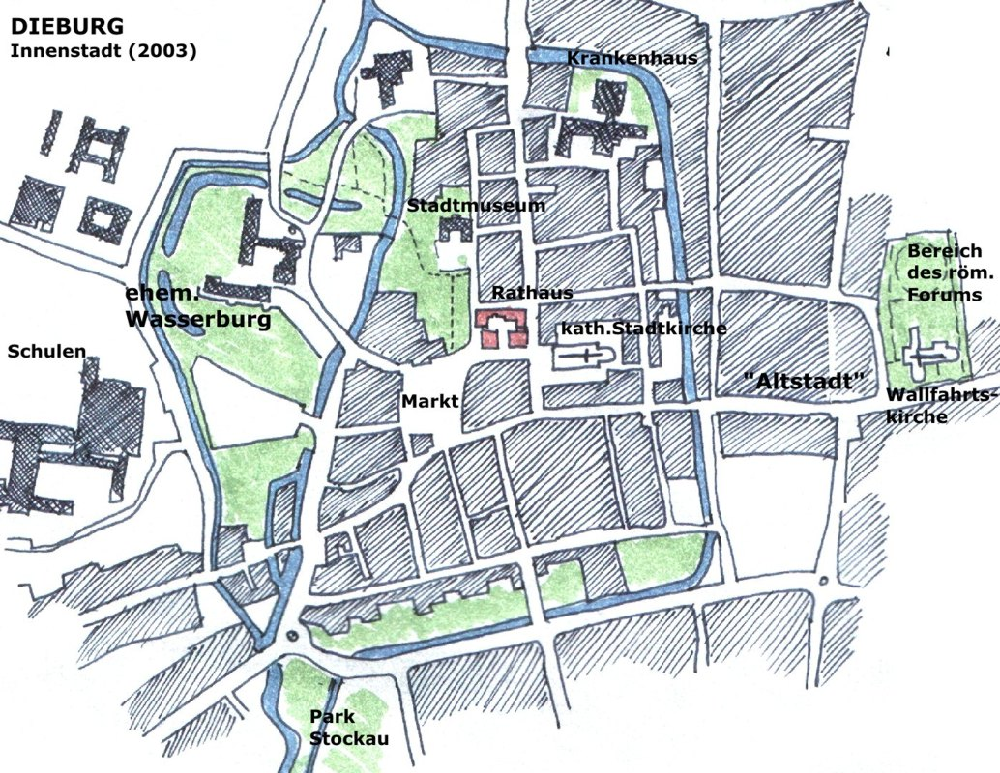 DIEBURG
Innenstadt (2003)
Krankenhaus
Stadtmuseum
Bereich
des röm.
Forums
ehem.
Wasserburg
Rathaus
kath.Stadtkirche
Schulen
"Altstadt"
Markt
Wallfahrts-
kirche
Park
Stockau